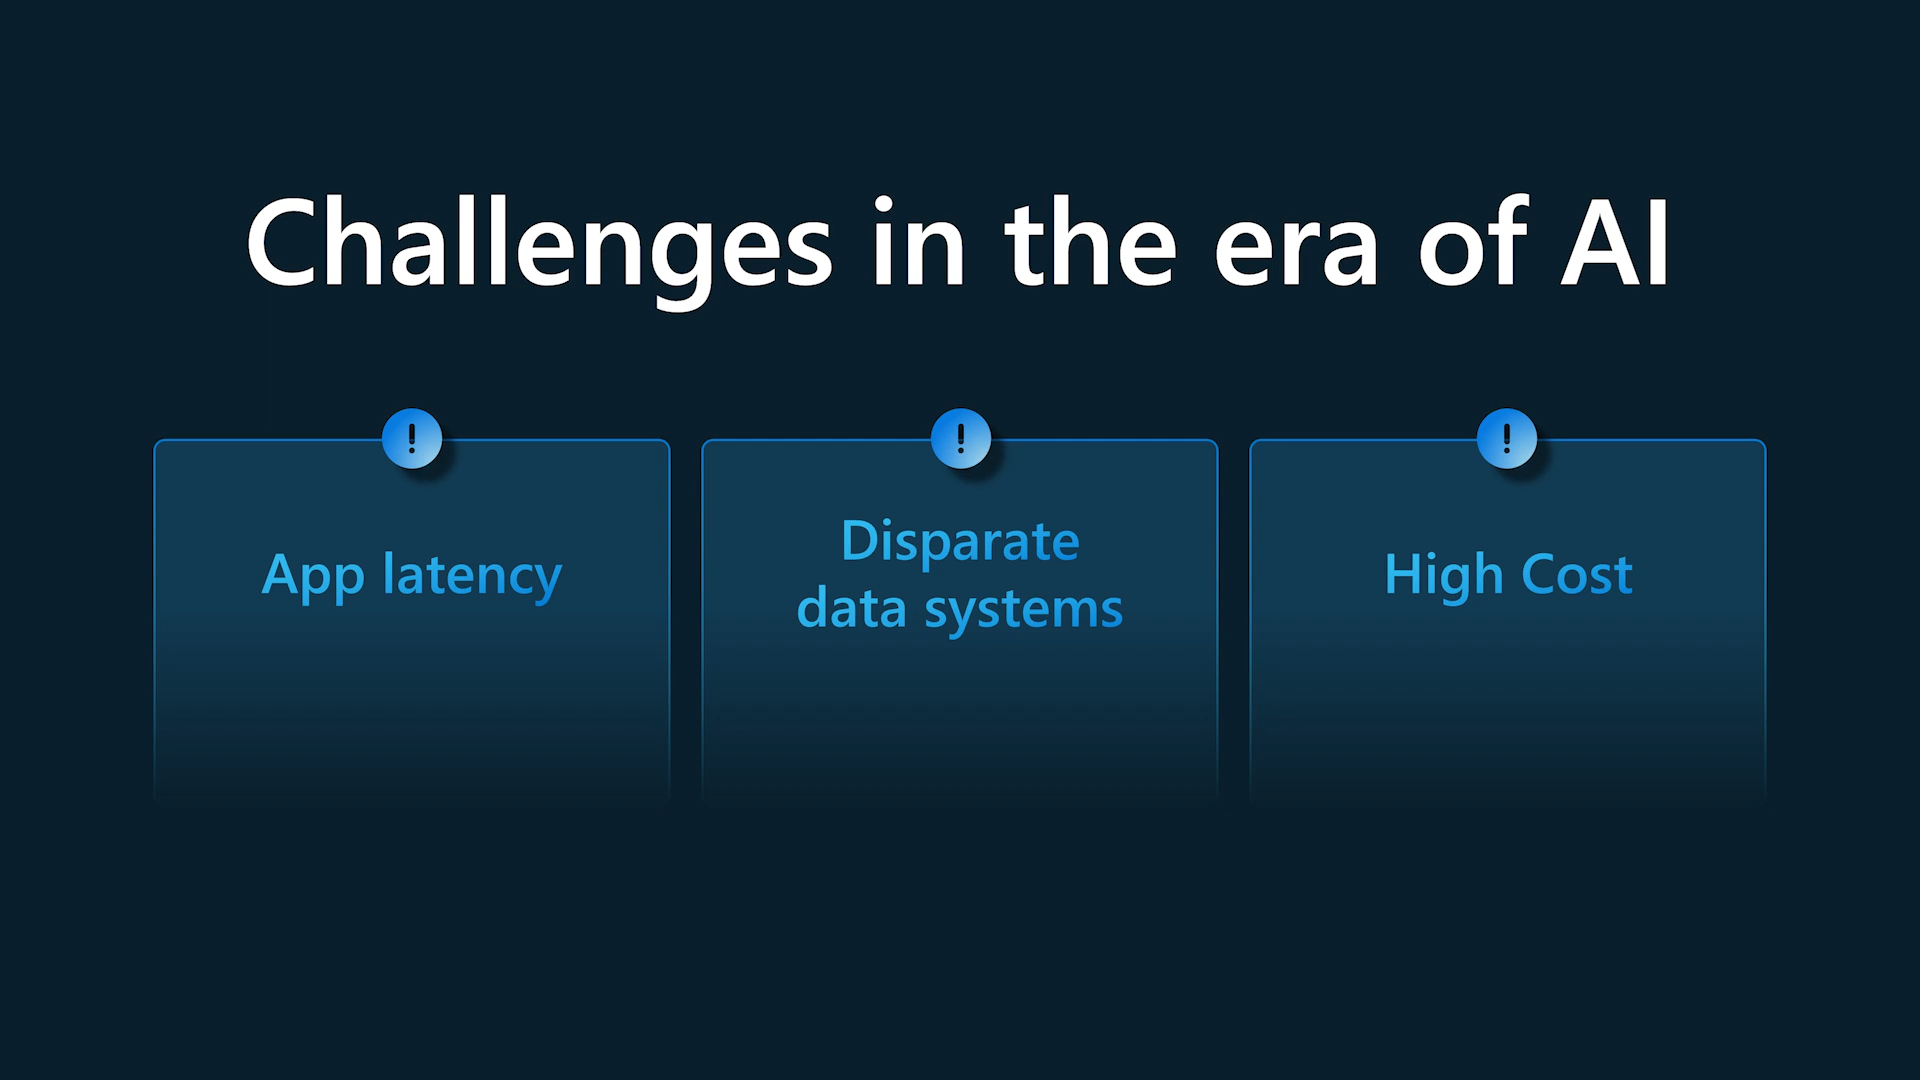 Challenges in the era of AI
App latency
Disparate
data systems
High Cost